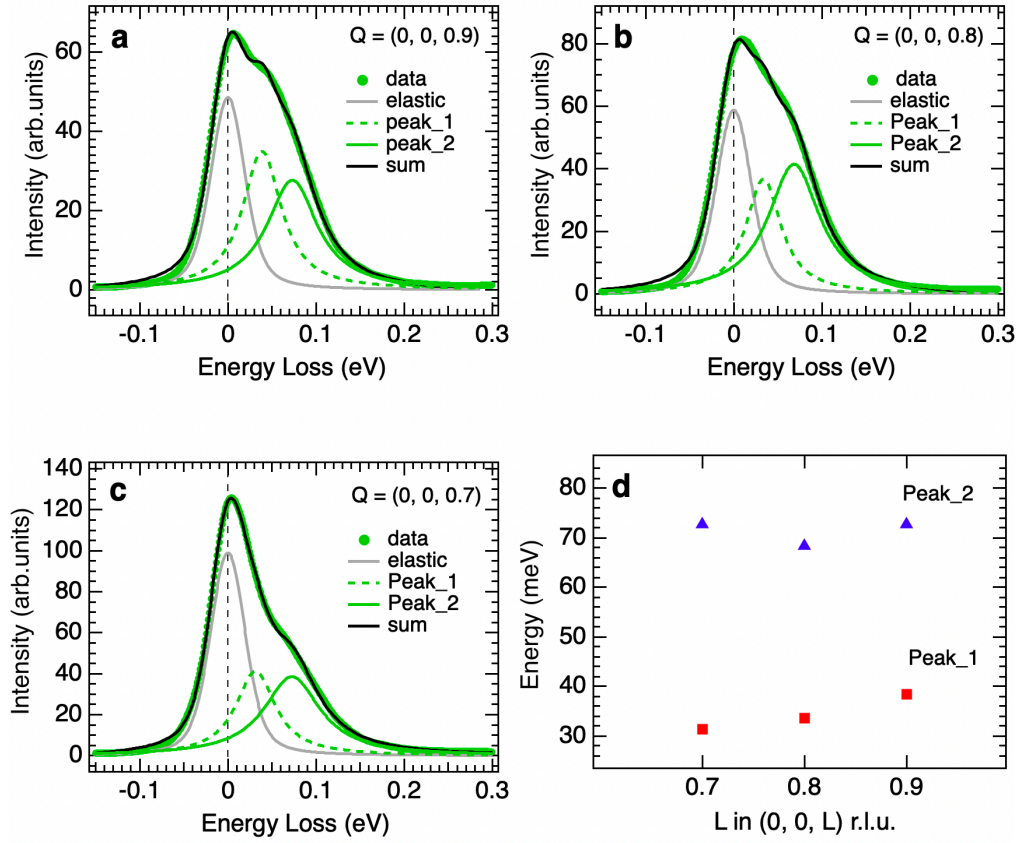 a
Q = (0, 0, 0.9)
data
elastic
peak_1
peak_2
sum
60
40
20
0
Intensity (arb.units)
-0.1 0 0.1 0.2 0.3
Energy Loss (eV)
b
Q = (0, 0, 0.8)
data
elastic
Peak_1
Peak_2
sum
80
60
40
20
0
Intensity (arb.units)
-0.1 0 0.1 0.2 0.3
Energy Loss (eV)
c
Q = (0, 0, 0.7)
data
elastic
Peak_1
Peak_2
sum
140
120
100
80
60
40
20
0
Intensity (arb.units)
-0.1 0 0.1 0.2 0.3
Energy Loss (eV)
d
Peak_2
Peak_1
80
70
60
50
40
30
Energy (meV)
0.7 0.8 0.9
L in (0, 0, L) r.l.u.